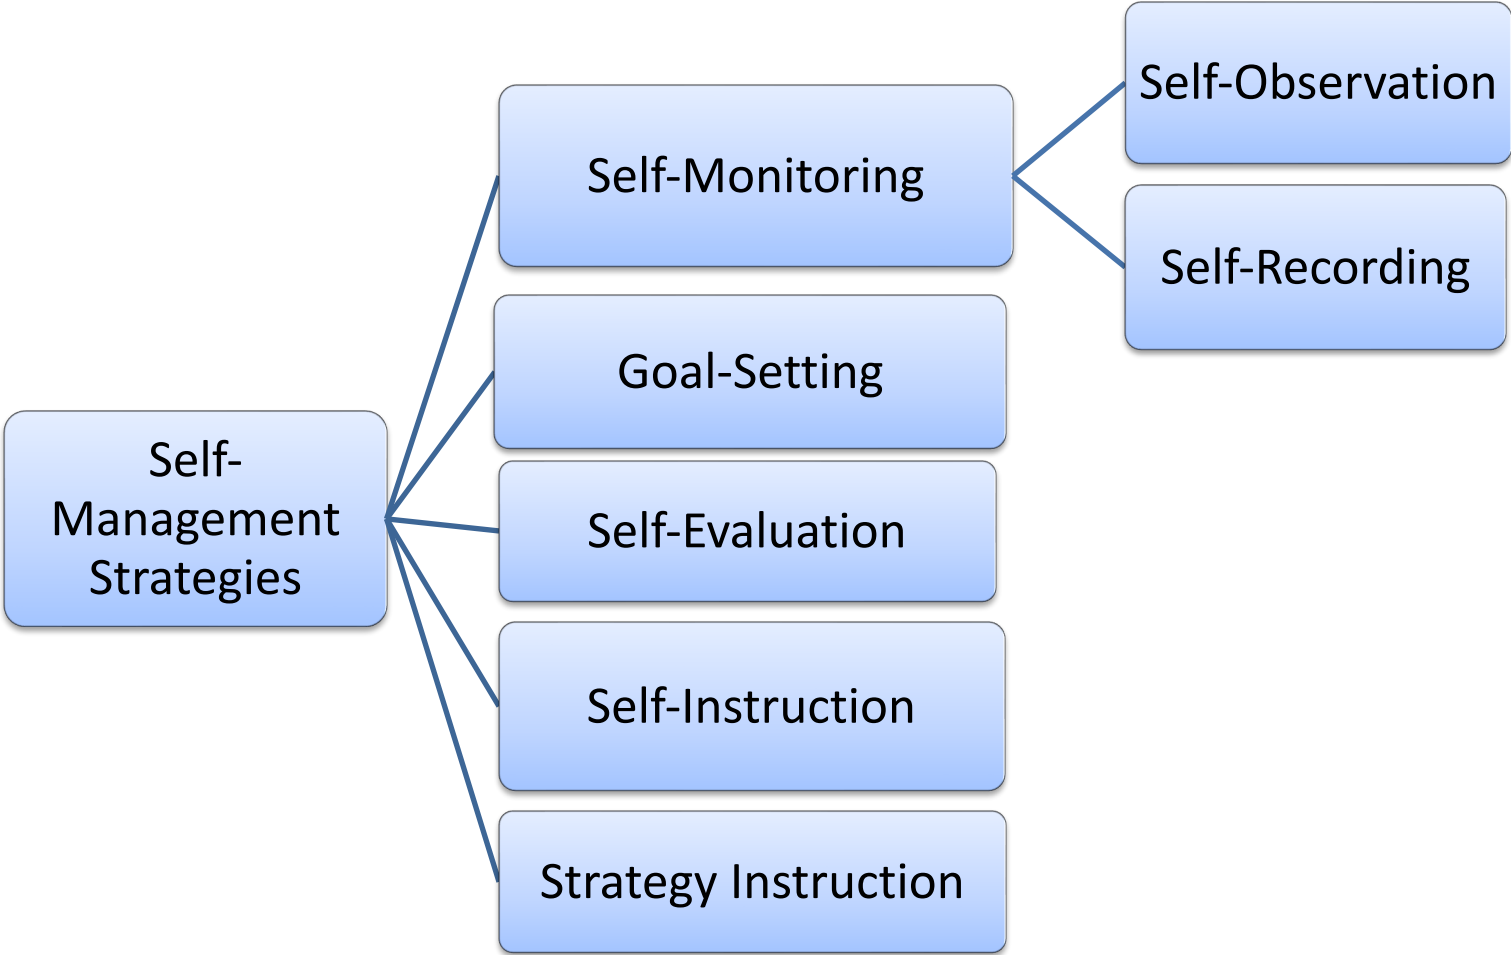 Self-Observation
Self-Monitoring
Self-Recording
Goal-Setting
Self-
Management
Strategies
Self-Evaluation
Self-Instruction
Strategy Instruction